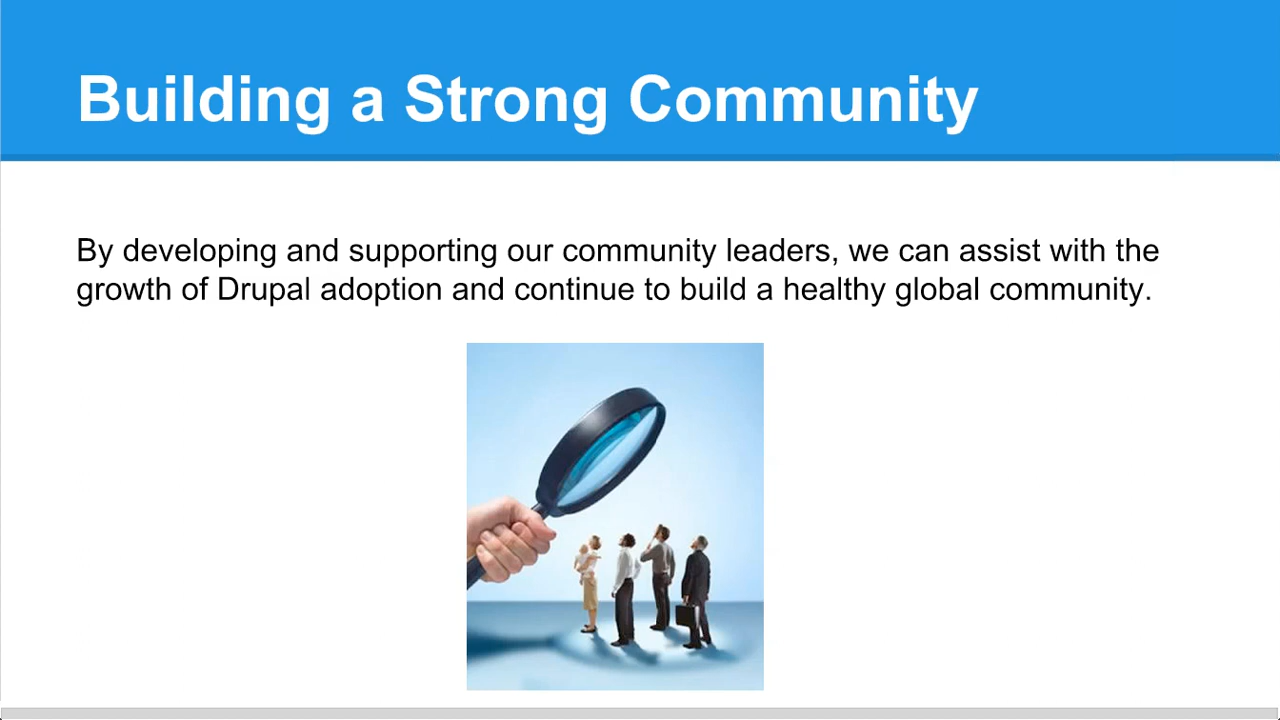 Building a Strong Community
By developing and supporting our community leaders, we can assist with the
growth of Drupal adoption and continue to build a healthy global community.